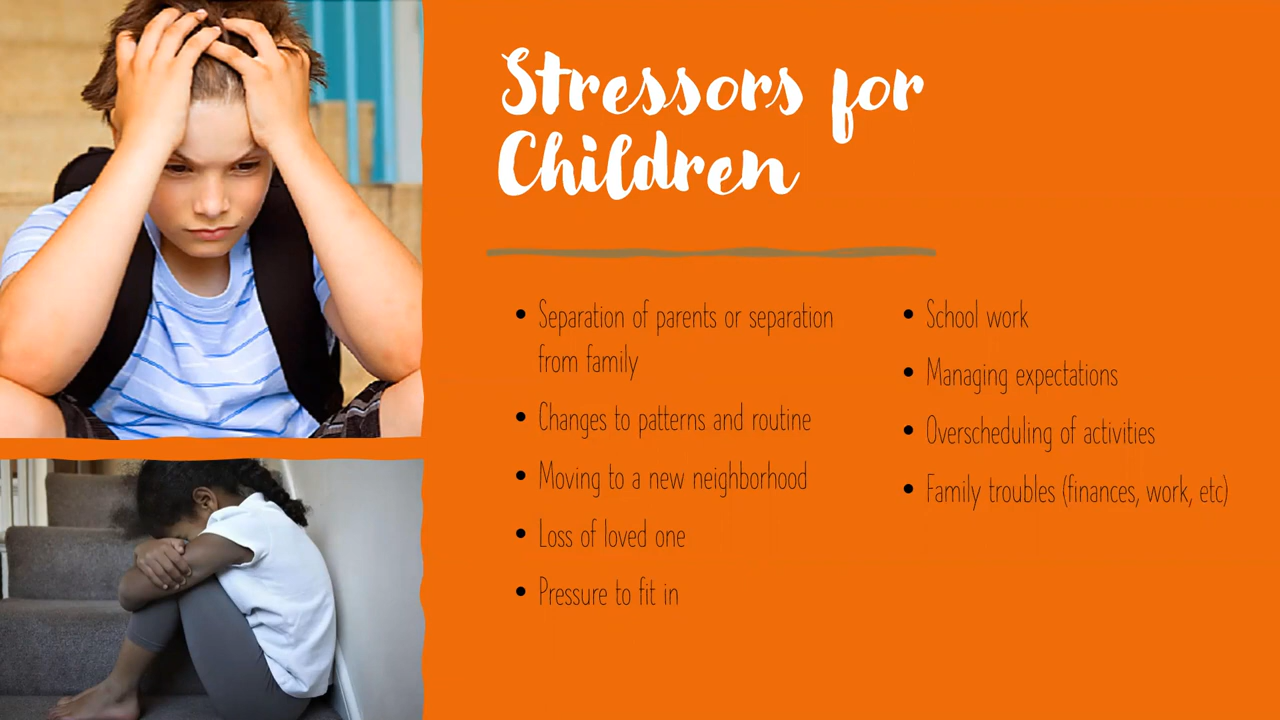 Stressors for
Children
• Separation of parents or separation
from family
• Changes to patterns and routine
• Moving to a new neighborhood
• Loss of loved one
• Pressure to fit in
• School work
• Managing expectations
• Overscheduling of activities
• Family troubles (finances, work, etc)